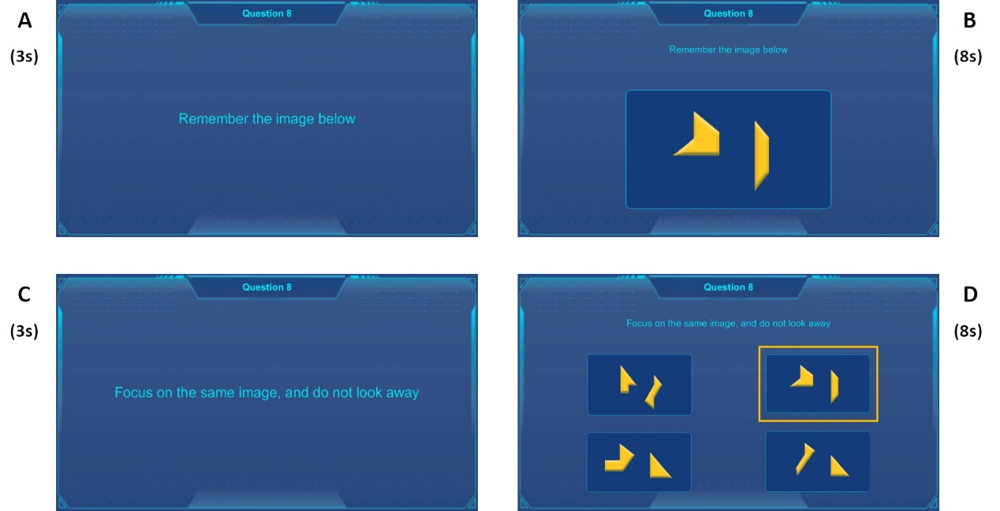 A
(3s)
Question 8
Remember the image below
Question 8
Remember the image below
B
(8s)
C
(3s)
Question 8
Focus on the same image, and do not look away
Question 8
Focus on the same image, and do not look away
D
(8s)